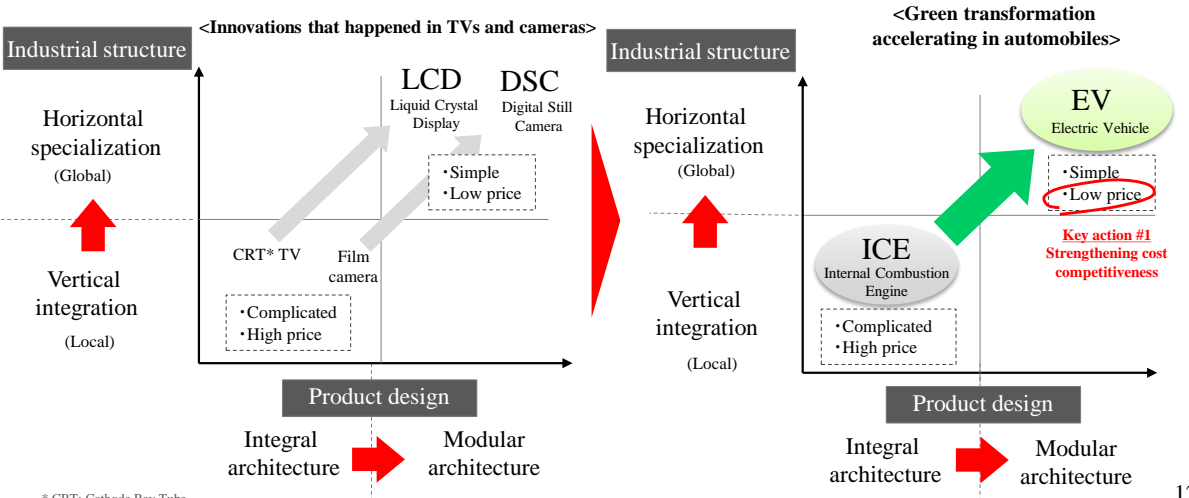 <Innovations that happened in TVs and cameras>
Industrial structure
LCD
Liquid Crystal
Display
DSC
Digital Still
Camera
Horizontal
specialization
(Global)
・Simple
・Low price
CRT* TV
Film
camera
Vertical
integration
(Local)
・Complicated
・High price
Product design
Integral
architecture
Modular
architecture
<Green transformation
accelerating in automobiles>
Industrial structure
EV
Electric Vehicle
Horizontal
specialization
(Global)
・Simple
・Low price
Key action #1
Strengthening cost
competitiveness
ICE
Internal Combustion
Engine
Vertical
integration
(Local)
・Complicated
・High price
Product design
Integral
architecture
Modular
architecture
* CRT: Cathode Ray Tube